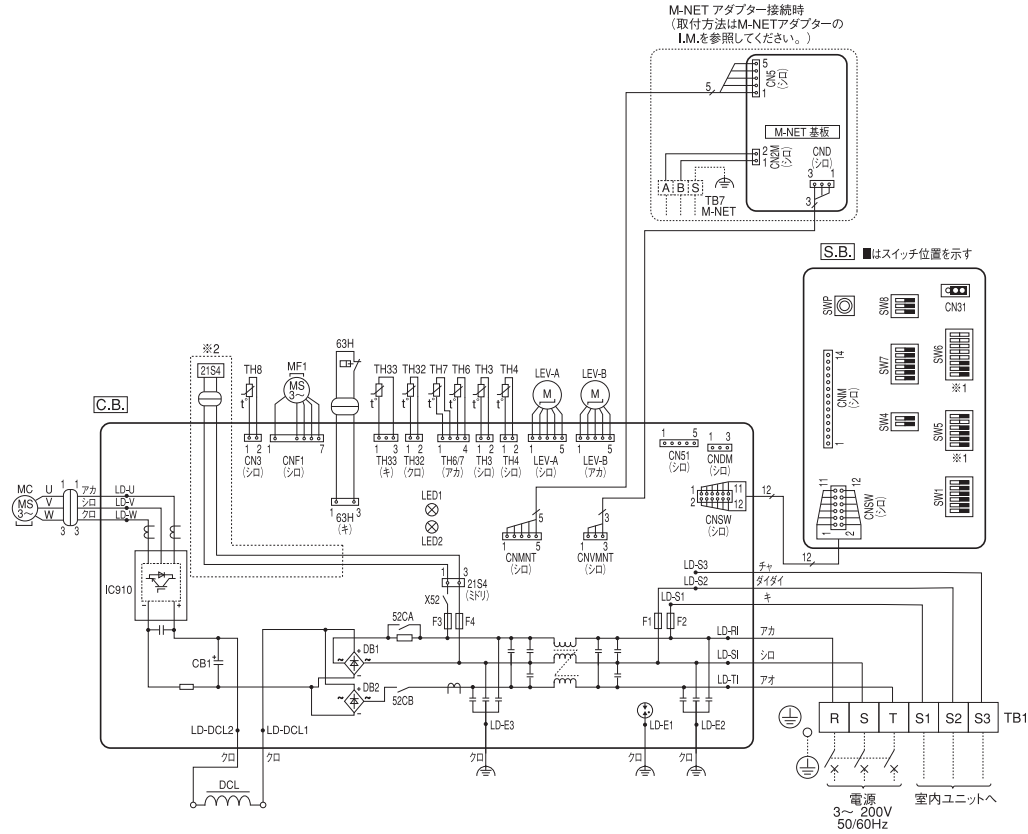 M-NET アダプター接続時
（取付方法はM-NETアダプターの
I.M.を参照してください。）
5
CN5
(シロ)
5
1
M-NET 基板
2
1
CN2M
(シロ)
CND
(シロ)
3 1
3
A B S
TB7
M-NET
S.B. ■はスイッチ位置を示す
SWP
SW8
CN31
SW7
SW6
※1
14
CNM
(シロ)
1
SW4
SW5
※1
11 12
CNSW
(シロ)
1 2
SW1
12
※2
21S4
TH8
t°
1 2
CN3
(シロ)
MF1
MS
3～
1 7
CNF1
(シロ)
63H
1 3
63H
(キ)
TH33
t°
1 3
TH33
(キ)
TH32
t°
1 2
TH32
(クロ)
TH7 TH6
t° t°
1 4
TH6/7
(アカ)
TH3
t°
1 2
TH3
(シロ)
TH4
t°
1 2
TH4
(シロ)
LEV-A
M
1 5
LEV-A
(シロ)
LEV-B
M
1 5
LEV-B
(アカ)
C.B.
1 5
CN51
(シロ)
1 3
CNDM
(シロ)
1 11
2 12
CNSW
(シロ)
12
LED1
LED2
5
1 5
CNMNT
(シロ)
3
1 3
CNVMNT
(シロ)
MC
MS
3～
U 1 1 アカ LD-U
V シロ LD-V
W クロ LD-W
3 3
IC910
− +
CB1
+
1 3
21S4
(ミドリ)
X52
F3 F4
52CA
DB1
DB2
52CB
+
−
+
−
～ ～
～ ～
LD-S3 チャ
LD-S2 ダイダイ
LD-S1 キ
F1 F2
LD-RI アカ
LD-SI シロ
LD-TI アオ
LD-E3
LD-E1
LD-E2
クロ
クロ
クロ
LD-DCL2
LD-DCL1
クロ
クロ
DCL
R S T S1 S2 S3 TB1
電源
3～ 200V
50/60Hz
室内ユニットへ